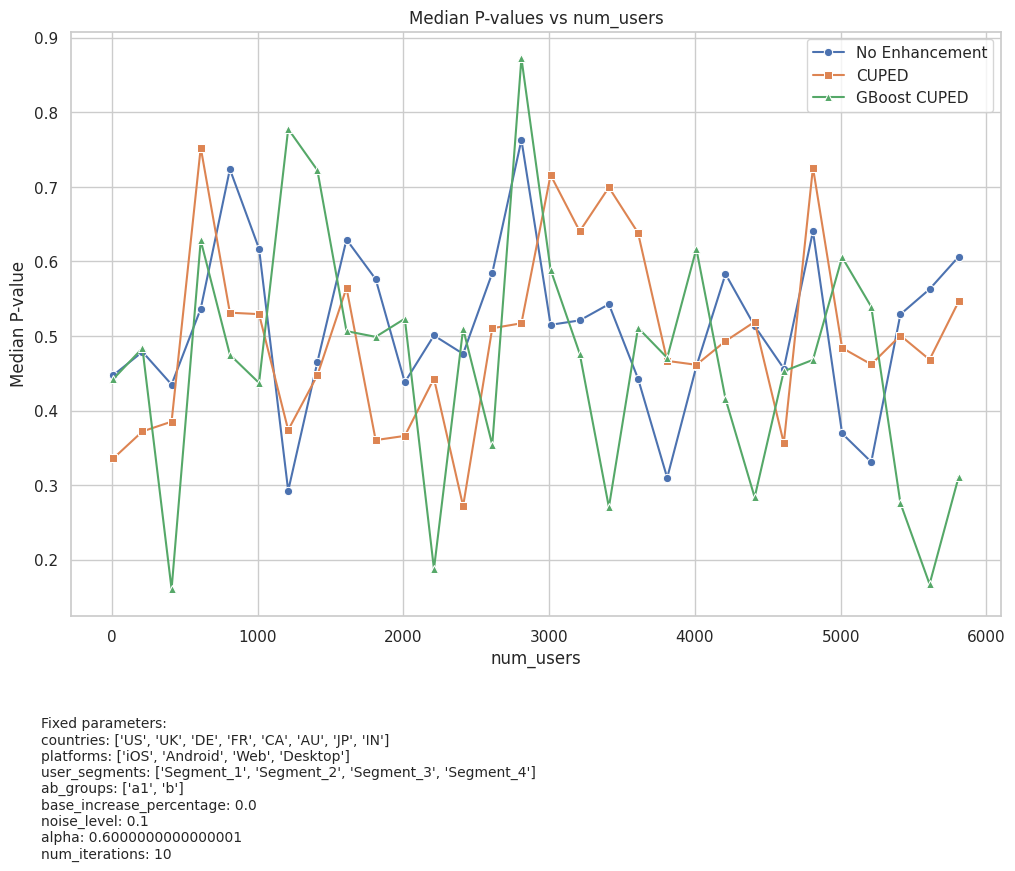 Median P-values vs num_users
No Enhancement
CUPED
GBoost CUPED
Median P-value
0.9
0.8
0.7
0.6
0.5
0.4
0.3
0.2
0 1000 2000 3000 4000 5000 6000
num_users
Fixed parameters:
countries: ['US', 'UK', 'DE', 'FR', 'CA', 'AU', 'JP', 'IN']
platforms: ['iOS', 'Android', 'Web', 'Desktop']
user_segments: ['Segment_1', 'Segment_2', 'Segment_3', 'Segment_4']
ab_groups: ['a1', 'b']
base_increase_percentage: 0.0
noise_level: 0.1
alpha: 0.6000000000000001
num_iterations: 10